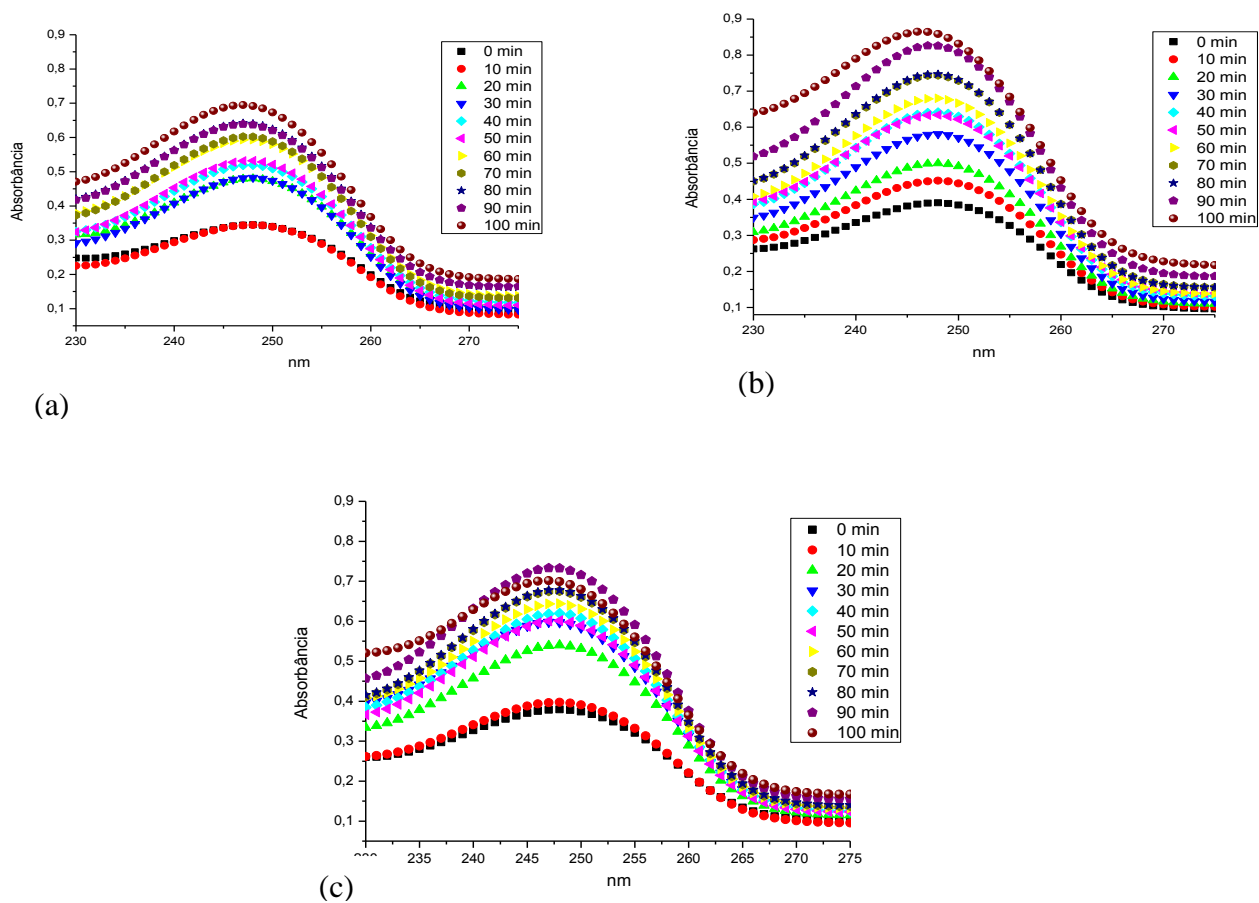 0,9
0,8
0,7
0,6
0,5
0,4
0,3
0,2
0,1
Absorbância
230
240
250
260
270
nm
0 min
10 min
20 min
30 min
40 min
50 min
60 min
70 min
80 min
90 min
100 min
(a)
0,9
0,8
0,7
0,6
0,5
0,4
0,3
0,2
0,1
Absorbância
230
240
250
260
270
nm
0 min
10 min
20 min
30 min
40 min
50 min
60 min
70 min
80 min
90 min
100 min
(b)
0,9
0,8
0,7
0,6
0,5
0,4
0,3
0,2
0,1
Absorbância
230
235
240
245
250
255
260
265
270
275
nm
0 min
10 min
20 min
30 min
40 min
50 min
60 min
70 min
80 min
90 min
100 min
(c)